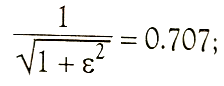 1/√(1 + ε²) = 0.707;